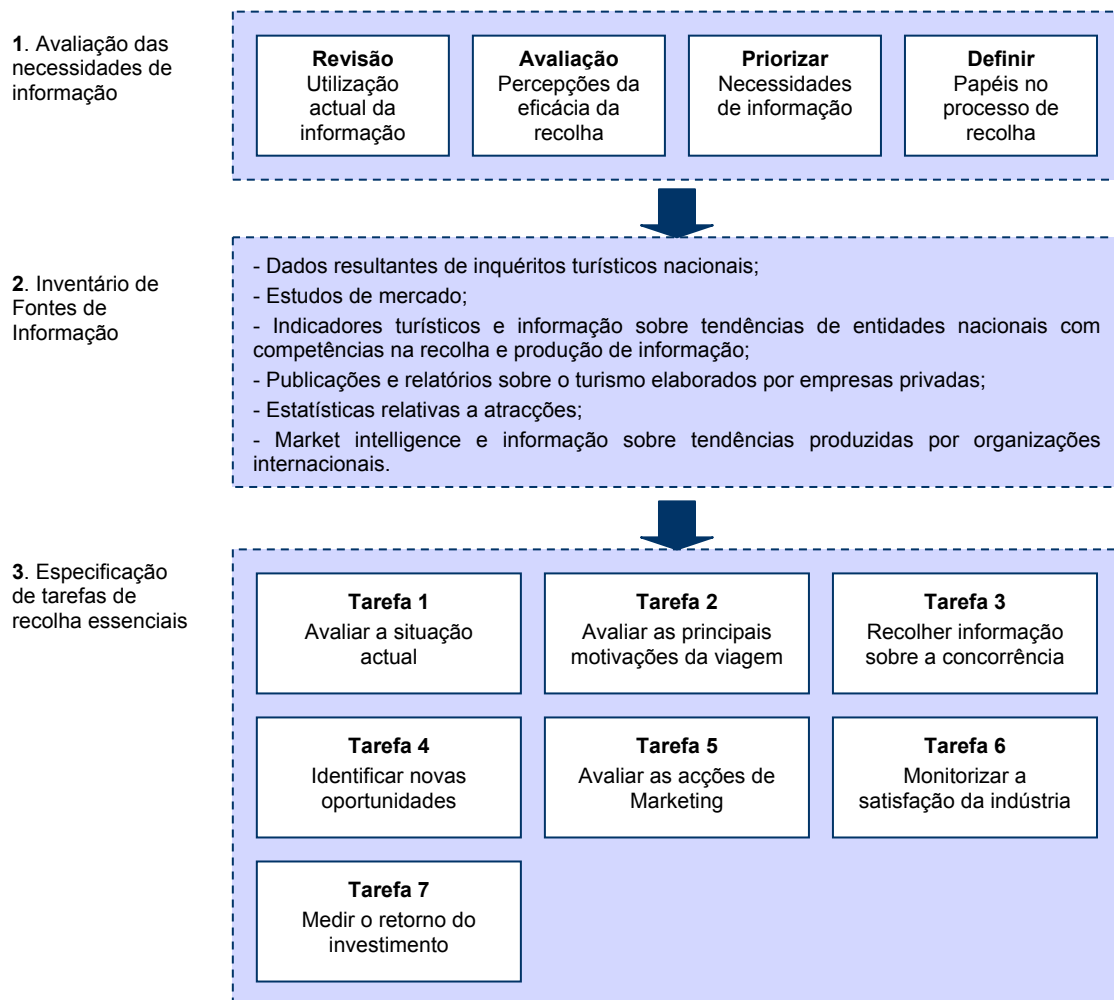 1. Avaliação das
necessidades de
informação
Revisão
Utilização
actual da
informação
Avaliação
Percepções da
eficácia da
recolha
Priorizar
Necessidades
de informação
Definir
Papéis no
processo de
recolha
2. Inventário de
Fontes de
Informação
- Dados resultantes de inquéritos turísticos nacionais;
- Estudos de mercado;
- Indicadores turísticos e informação sobre tendências de entidades nacionais com
competências na recolha e produção de informação;
- Publicações e relatórios sobre o turismo elaborados por empresas privadas;
- Estatísticas relativas a atracções;
- Market intelligence e informação sobre tendências produzidas por organizações
internacionais.
3. Especificação
de tarefas de
recolha essenciais
Tarefa 1
Avaliar a situação
actual
Tarefa 2
Avaliar as principais
motivações da viagem
Tarefa 3
Recolher informação
sobre a concorrência
Tarefa 4
Identificar novas
oportunidades
Tarefa 5
Avaliar as acções de
Marketing
Tarefa 6
Monitorizar a
satisfação da indústria
Tarefa 7
Medir o retorno do
investimento